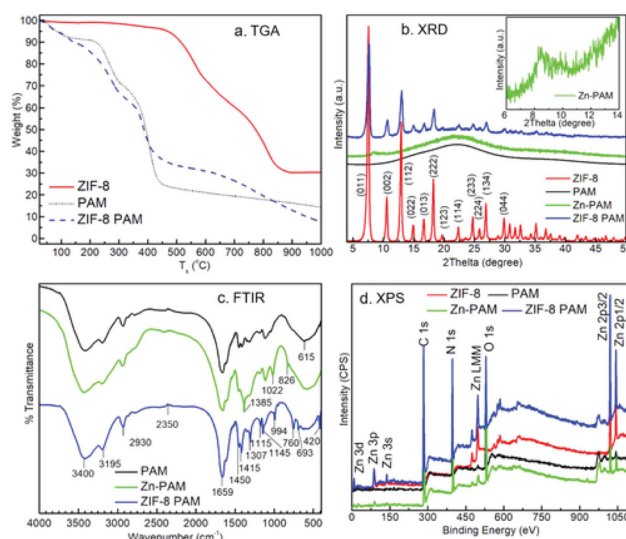 a. TGA
Weight (%)
100
90
80
70
60
50
40
30
20
10
0
ZIF-8
PAM
ZIF-8 PAM
200
400
600
800
1000
Ts (°C)
b. XRD
Intensity (a.u.)
Intensity (a.u.)
Zn-PAM
6
8
10
12
14
2Thelta (degree)
(011)
(002)
(112)
(022)
(013)
(222)
(123)
(114)
(233)
(224)
(134)
(044)
ZIF-8
PAM
Zn-PAM
ZIF-8 PAM
5
10
15
20
25
30
35
40
45
50
2Thelta (degree)
c. FTIR
% Transmittance
615
826
1022
1385
2350
2930
3195
3400
1659
1450
1415
1307
1145
1115
994
760
693
420
PAM
Zn-PAM
ZIF-8 PAM
4000
3500
3000
2500
2000
1500
1000
500
Wavenumber (cm-1)
d. XPS
ZIF-8
PAM
Zn-PAM
ZIF-8 PAM
Intensity (CPS)
Zn 3d
Zn 3p
Zn 3s
C 1s
N 1s
Zn LMM
O 1s
Zn 2p3/2
Zn 2p1/2
0
150
300
450
600
750
900
1050
Binding Energy (eV)